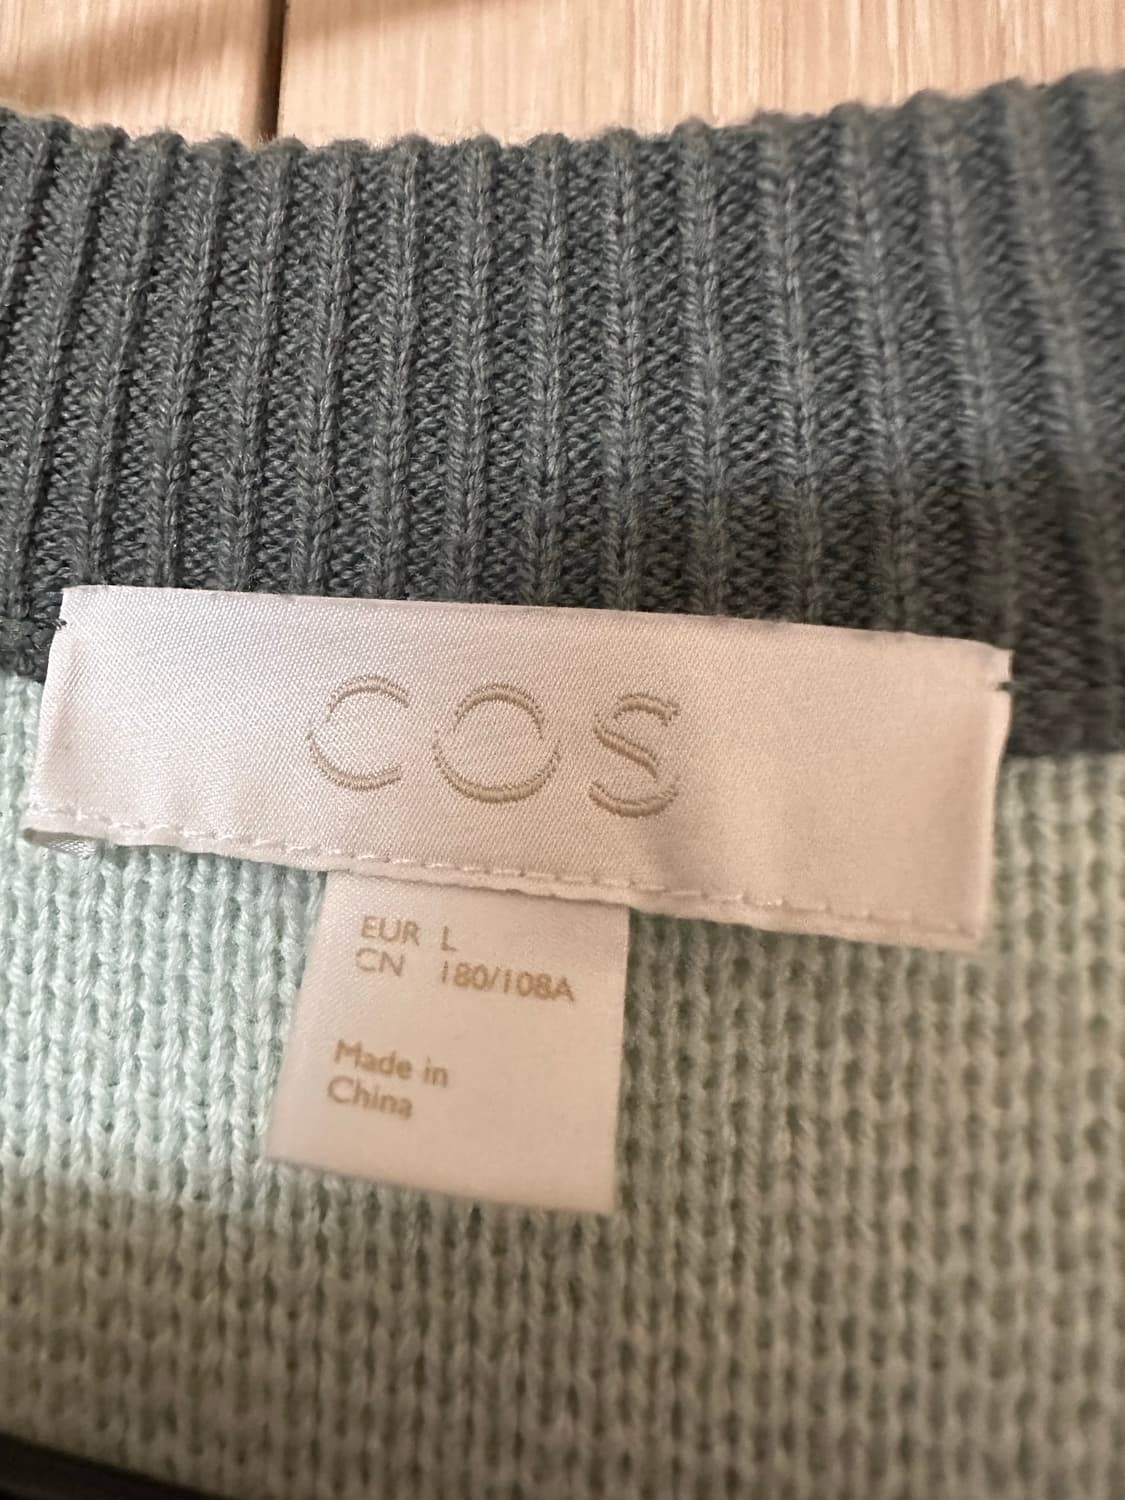 COS
EUR L
CN 180/108A
Made in
China